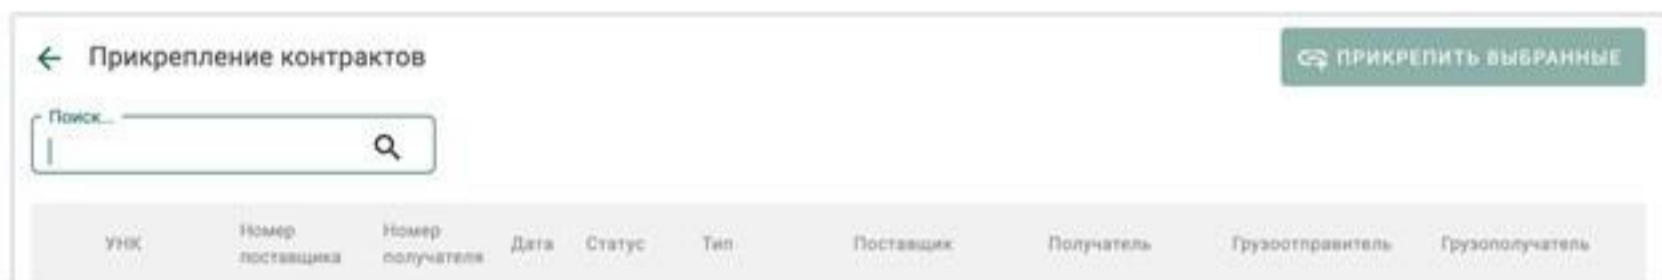 Прикрепление контрактов
ПРИКРЕПИТЬ ВЫБРАННЫЕ
Поиск...
УНК
Номер
поставщика
Номер
получателя
Дата
Статус
Тип
Поставщик
Получатель
Грузоотправитель
Грузополучатель